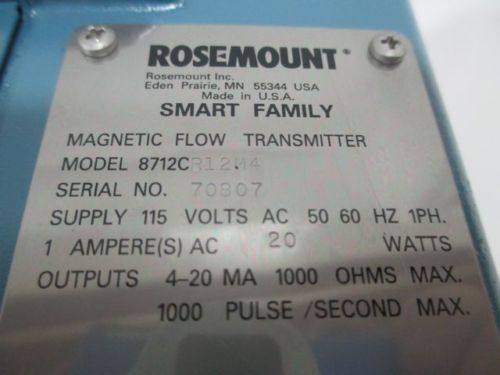 ROSEMOUNT®
Rosemount Inc.
Eden Prairie, MN 55344 USA
Made in U.S.A.
SMART FAMILY
MAGNETIC FLOW TRANSMITTER
MODEL 8712CR12M4
SERIAL NO. 70807
SUPPLY 115 VOLTS AC 50 60 HZ 1PH.
1 AMPERE(S) AC 20 WATTS
OUTPUTS 4-20 MA 1000 OHMS MAX.
1000 PULSE /SECOND MAX.